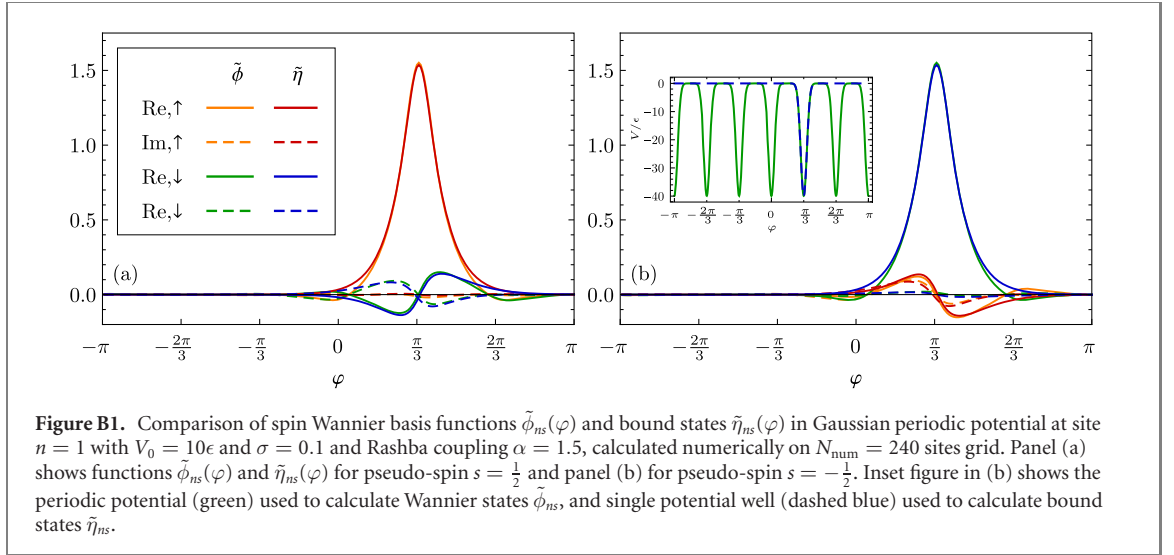 ϕ̃ η̃
Re,↑
Im,↑
Re,↓
Re,↓
(a)
1.5
1.0
0.5
0.0
−π −2π/3 −π/3 0 π/3 2π/3 π
φ
(b)
1.5
1.0
0.5
0.0
−π −2π/3 −π/3 0 π/3 2π/3 π
φ
V/ϵ
0
−10
−20
−30
−40
−π −2π/3 −π/3 0 π/3 2π/3 π
φ
Figure B1. Comparison of spin Wannier basis functions ϕ̃ns(φ) and bound states η̃ns(φ) in Gaussian periodic potential at site
n = 1 with V0 = 10ϵ and σ = 0.1 and Rashba coupling α = 1.5, calculated numerically on Nnum = 240 sites grid. Panel (a)
shows functions ϕ̃ns(φ) and η̃ns(φ) for pseudo-spin s = 1/2 and panel (b) for pseudo-spin s = −1/2. Inset figure in (b) shows the
periodic potential (green) used to calculate Wannier states ϕ̃ns, and single potential well (dashed blue) used to calculate bound
states η̃ns.